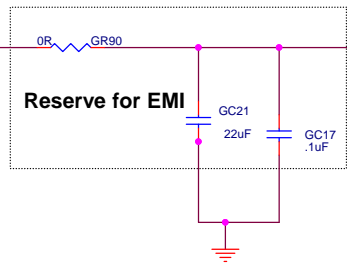 0R GR90
Reserve for EMI
GC21
22uF
GC17
.1uF